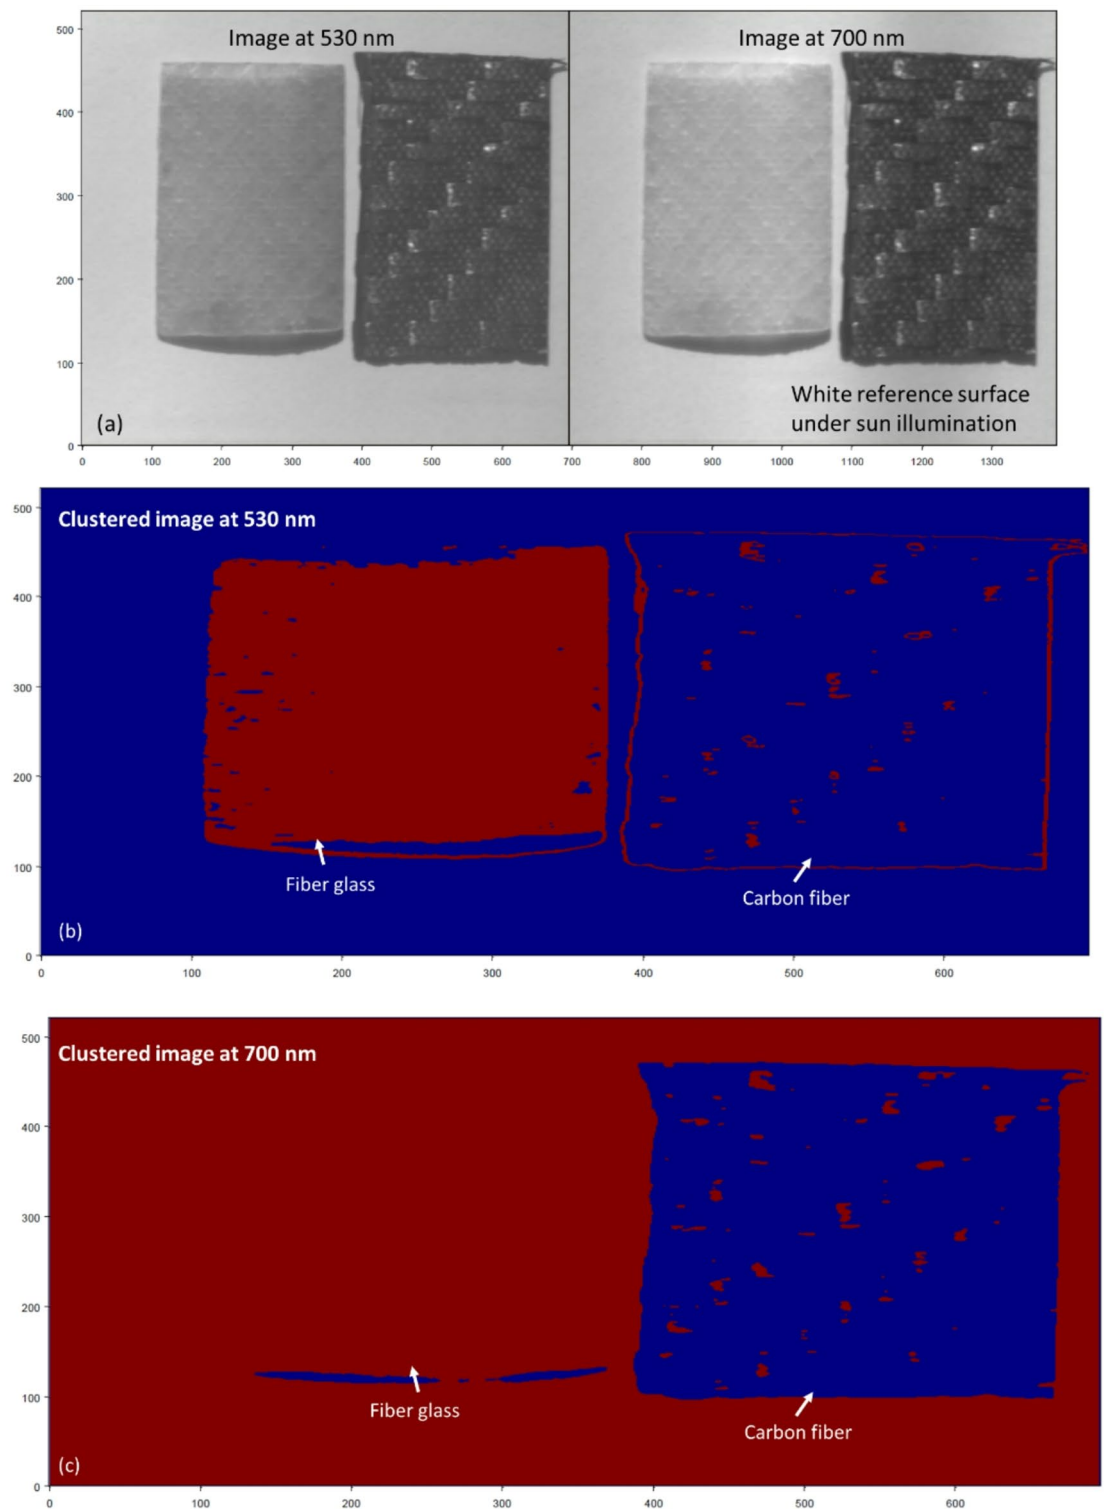 Image at 530 nm
Image at 700 nm
500
400
300
200
100
0
White reference surface
under sun illumination
(a)
0 100 200 300 400 500 600 700 800 900 1000 1100 1200 1300
Clustered image at 530 nm
500
400
300
200
100
0
Fiber glass
Carbon fiber
(b)
0 100 200 300 400 500 600
Clustered image at 700 nm
500
400
300
200
100
0
Fiber glass
Carbon fiber
(c)
0 100 200 300 400 500 600